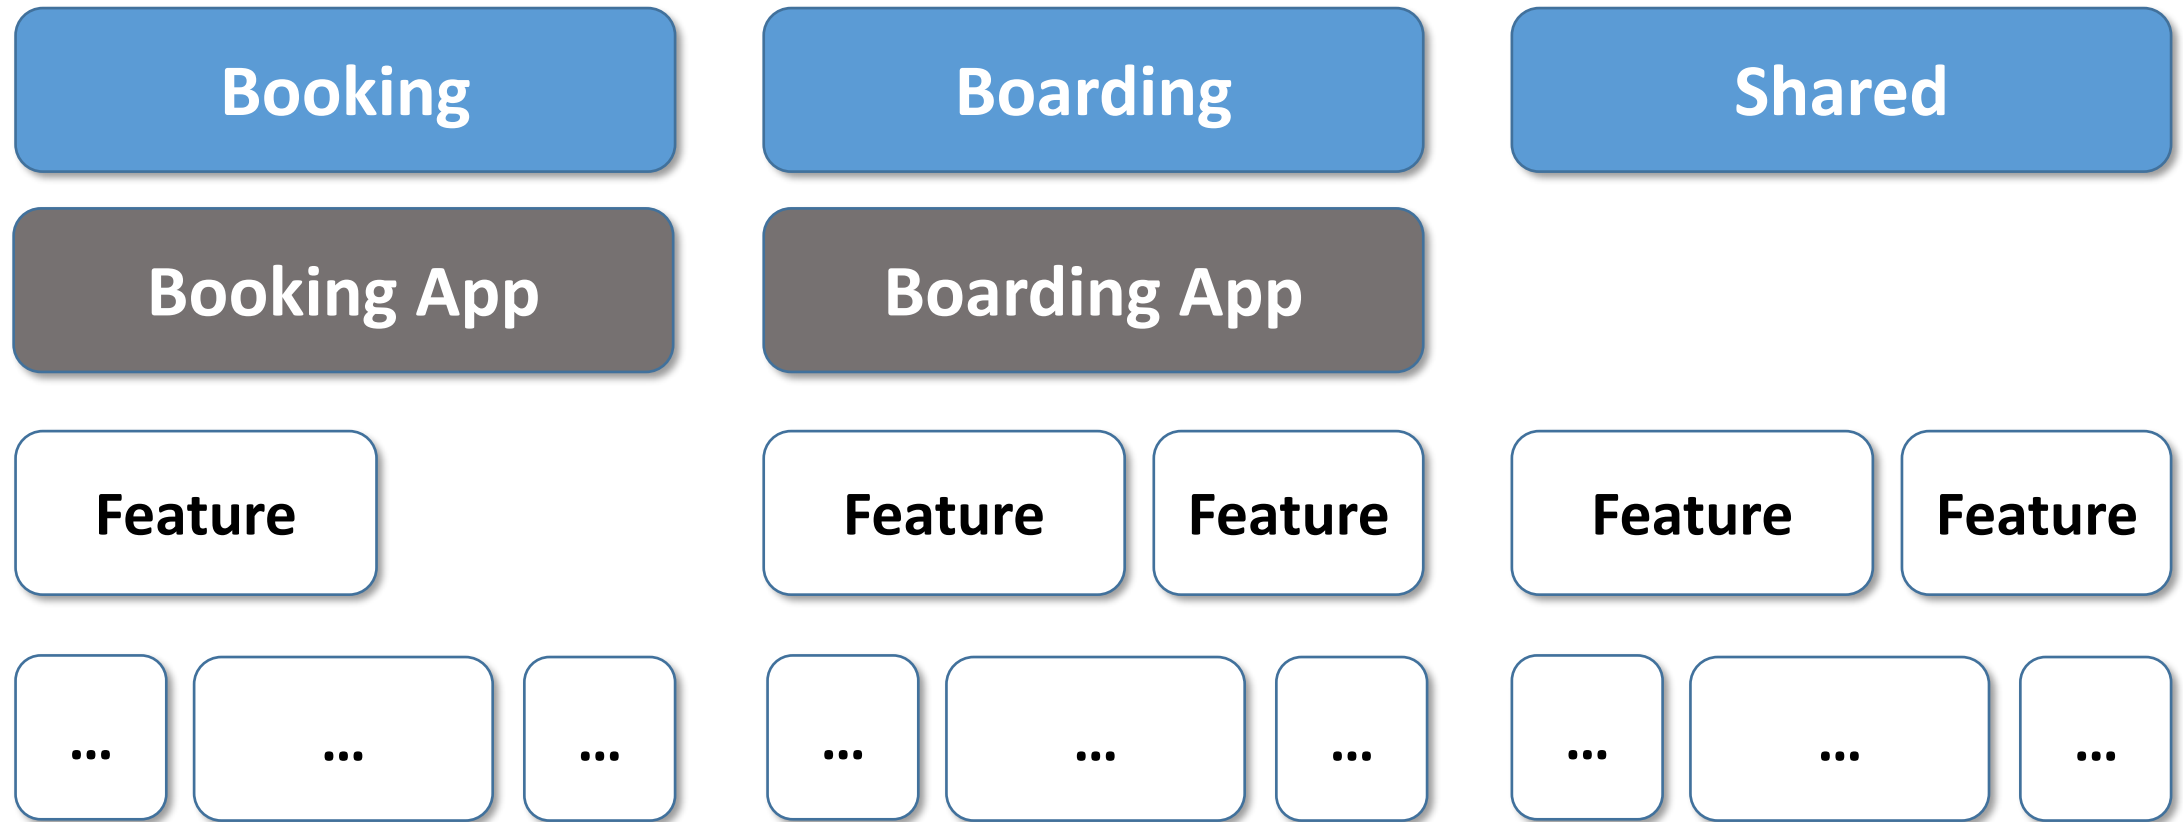 Booking
Boarding
Shared
Booking App
Boarding App
Feature
Feature
Feature
Feature
Feature
...
...
...
...
...
...
...
...
...